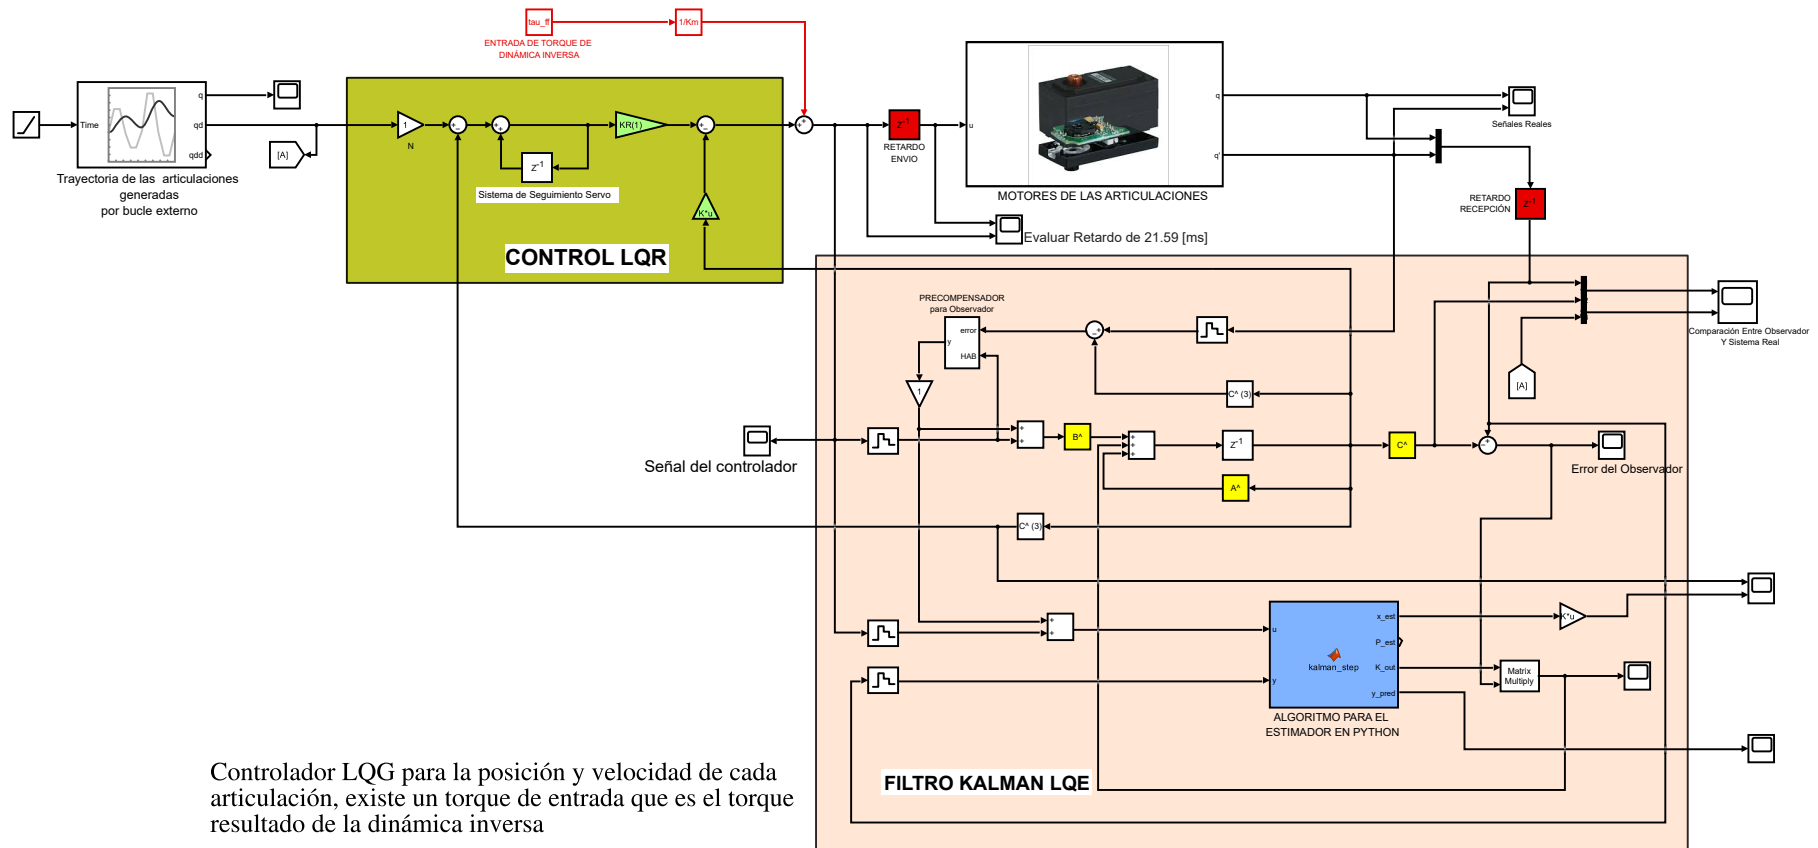 tau_ff
1/Km
ENTRADA DE TORQUE DE
DINÁMICA INVERSA
Time
q
qd
qdd
[A]
Trayectoria de las articulaciones
generadas
por bucle externo
1
N
Z-1
Sistema de Seguimiento Servo
KR(1)
K*u
CONTROL LQR
z-1
RETARDO
ENVIO
u
q
q'
MOTORES DE LAS ARTICULACIONES
Evaluar Retardo de 21.59 [ms]
Señales Reales
RETARDO
RECEPCIÓN
z-1
PRECOMPENSADOR
para Observador
error
y
HAB
1
C^ (3)
[A]
Comparación Entre Observador
Y Sistema Real
Señal del controlador
B^
Z-1
A^
C^
Error del Observador
C^ (3)
u
y
kalman_step
x_est
P_est
K_out
y_pred
K*u
Matrix
Multiply
ALGORITMO PARA EL
ESTIMADOR EN PYTHON
FILTRO KALMAN LQE
Controlador LQG para la posición y velocidad de cada
articulación, existe un torque de entrada que es el torque
resultado de la dinámica inversa